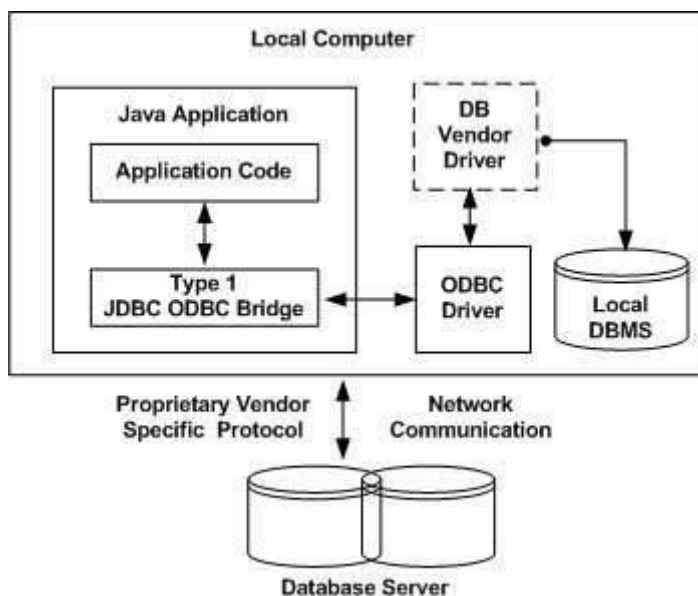 Local Computer
Java Application
Application Code
Type 1
JDBC ODBC Bridge
DB
Vendor
Driver
ODBC
Driver
Local
DBMS
Proprietary Vendor
Specific Protocol
Network
Communication
Database Server